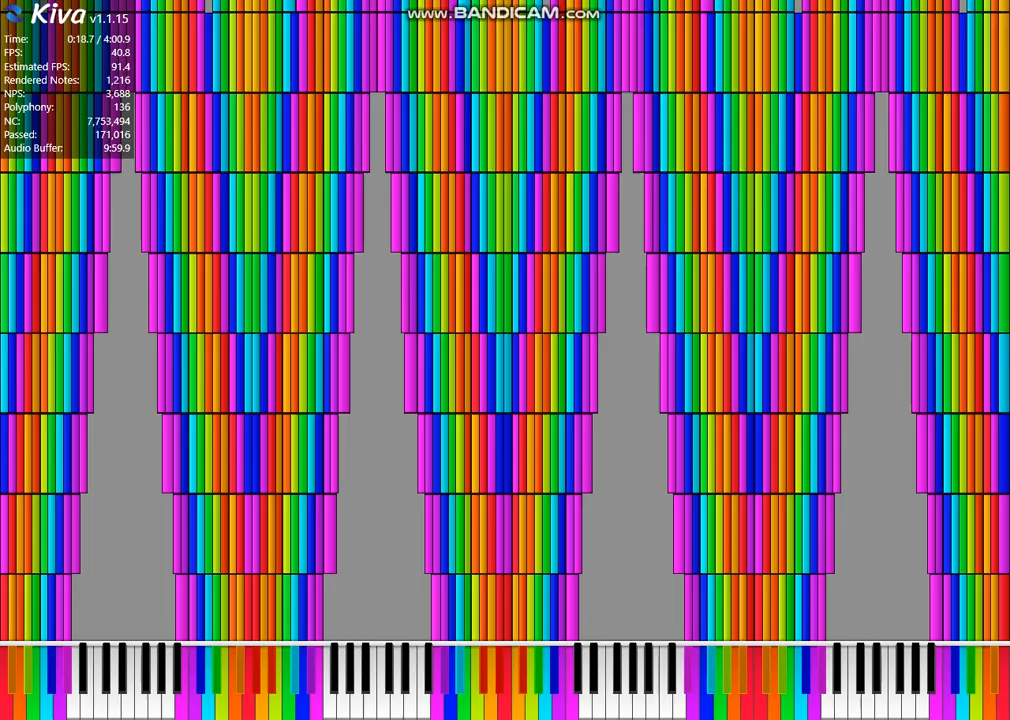 Kiva v1.1.15
www.BANDICAM.com
Time: 0:18.7 / 4:00.9
FPS: 40.8
Estimated FPS: 91.4
Rendered Notes: 1,216
NPS: 3,688
Polyphony: 136
NC: 7,753,494
Passed: 171,016
Audio Buffer: 9:59.9